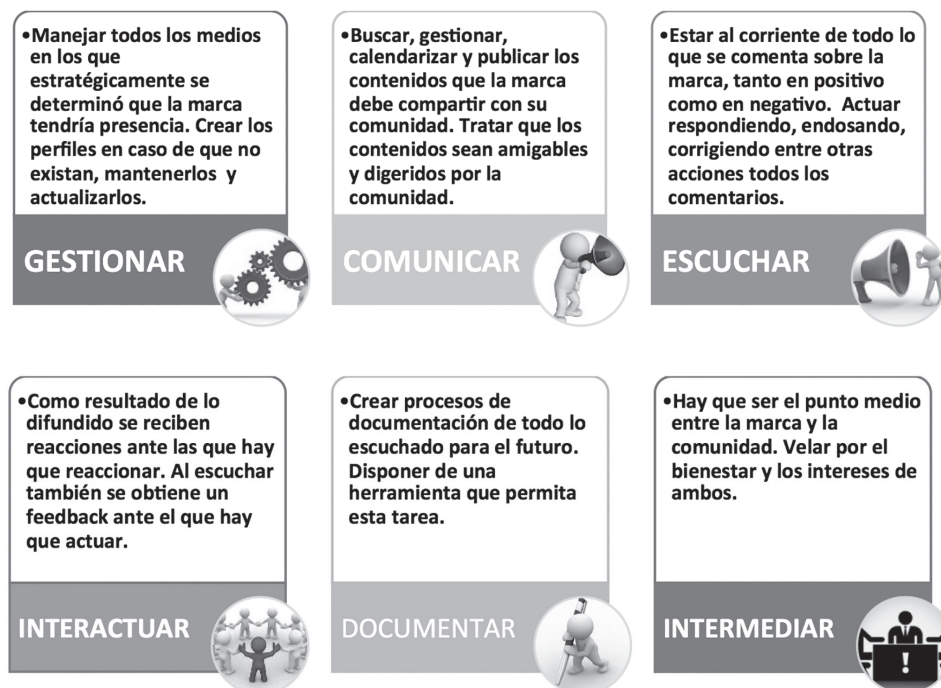 •Manejar todos los medios
en los que
estratégicamente se
determinó que la marca
tendría presencia. Crear los
perfiles en caso de que no
existan, mantenerlos y
actualizarlos.
GESTIONAR
•Buscar, gestionar,
calendarizar y publicar los
contenidos que la marca
debe compartir con su
comunidad. Tratar que los
contenidos sean amigables
y digeridos por la
comunidad.
COMUNICAR
•Estar al corriente de todo lo
que se comenta sobre la
marca, tanto en positivo
como en negativo. Actuar
respondiendo, endosando,
corrigiendo entre otras
acciones todos los
comentarios.
ESCUCHAR
•Como resultado de lo
difundido se reciben
reacciones ante las que hay
que reaccionar. Al escuchar
también se obtiene un
feedback ante el que hay
que actuar.
INTERACTUAR
•Crear procesos de
documentación de todo lo
escuchado para el futuro.
Disponer de una
herramienta que permita
esta tarea.
DOCUMENTAR
•Hay que ser el punto medio
entre la marca y la
comunidad. Velar por el
bienestar y los intereses de
ambos.
INTERMEDIAR
!